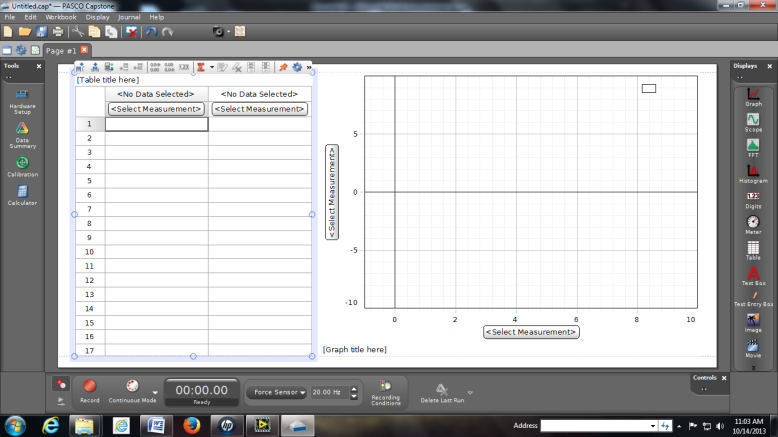 Untitled.cap* — PASCO Capstone
File Edit Workbook Display Journal Help
Page #1
Tools
Displays
[Table title here]
<No Data Selected> <No Data Selected>
<Select Measurement> <Select Measurement>
1
2
3
4
5
6
7
8
9
10
11
12
13
14
15
16
17
Hardware
Setup
Data
Summary
Calibration
Calculator
<Select Measurement>
5
0
-5
-10
0 2 4 6 8 10
<Select Measurement>
[Graph title here]
Graph
Scope
FFT
Histogram
1.23
Digits
Meter
Table
Text Box
Text Entry Box
Image
Movie
Record
Continuous Mode
00:00.00
Ready
Force Sensor
20.00 Hz
Recording
Conditions
Delete Last Run
Controls
Address
11:03 AM
10/14/2013